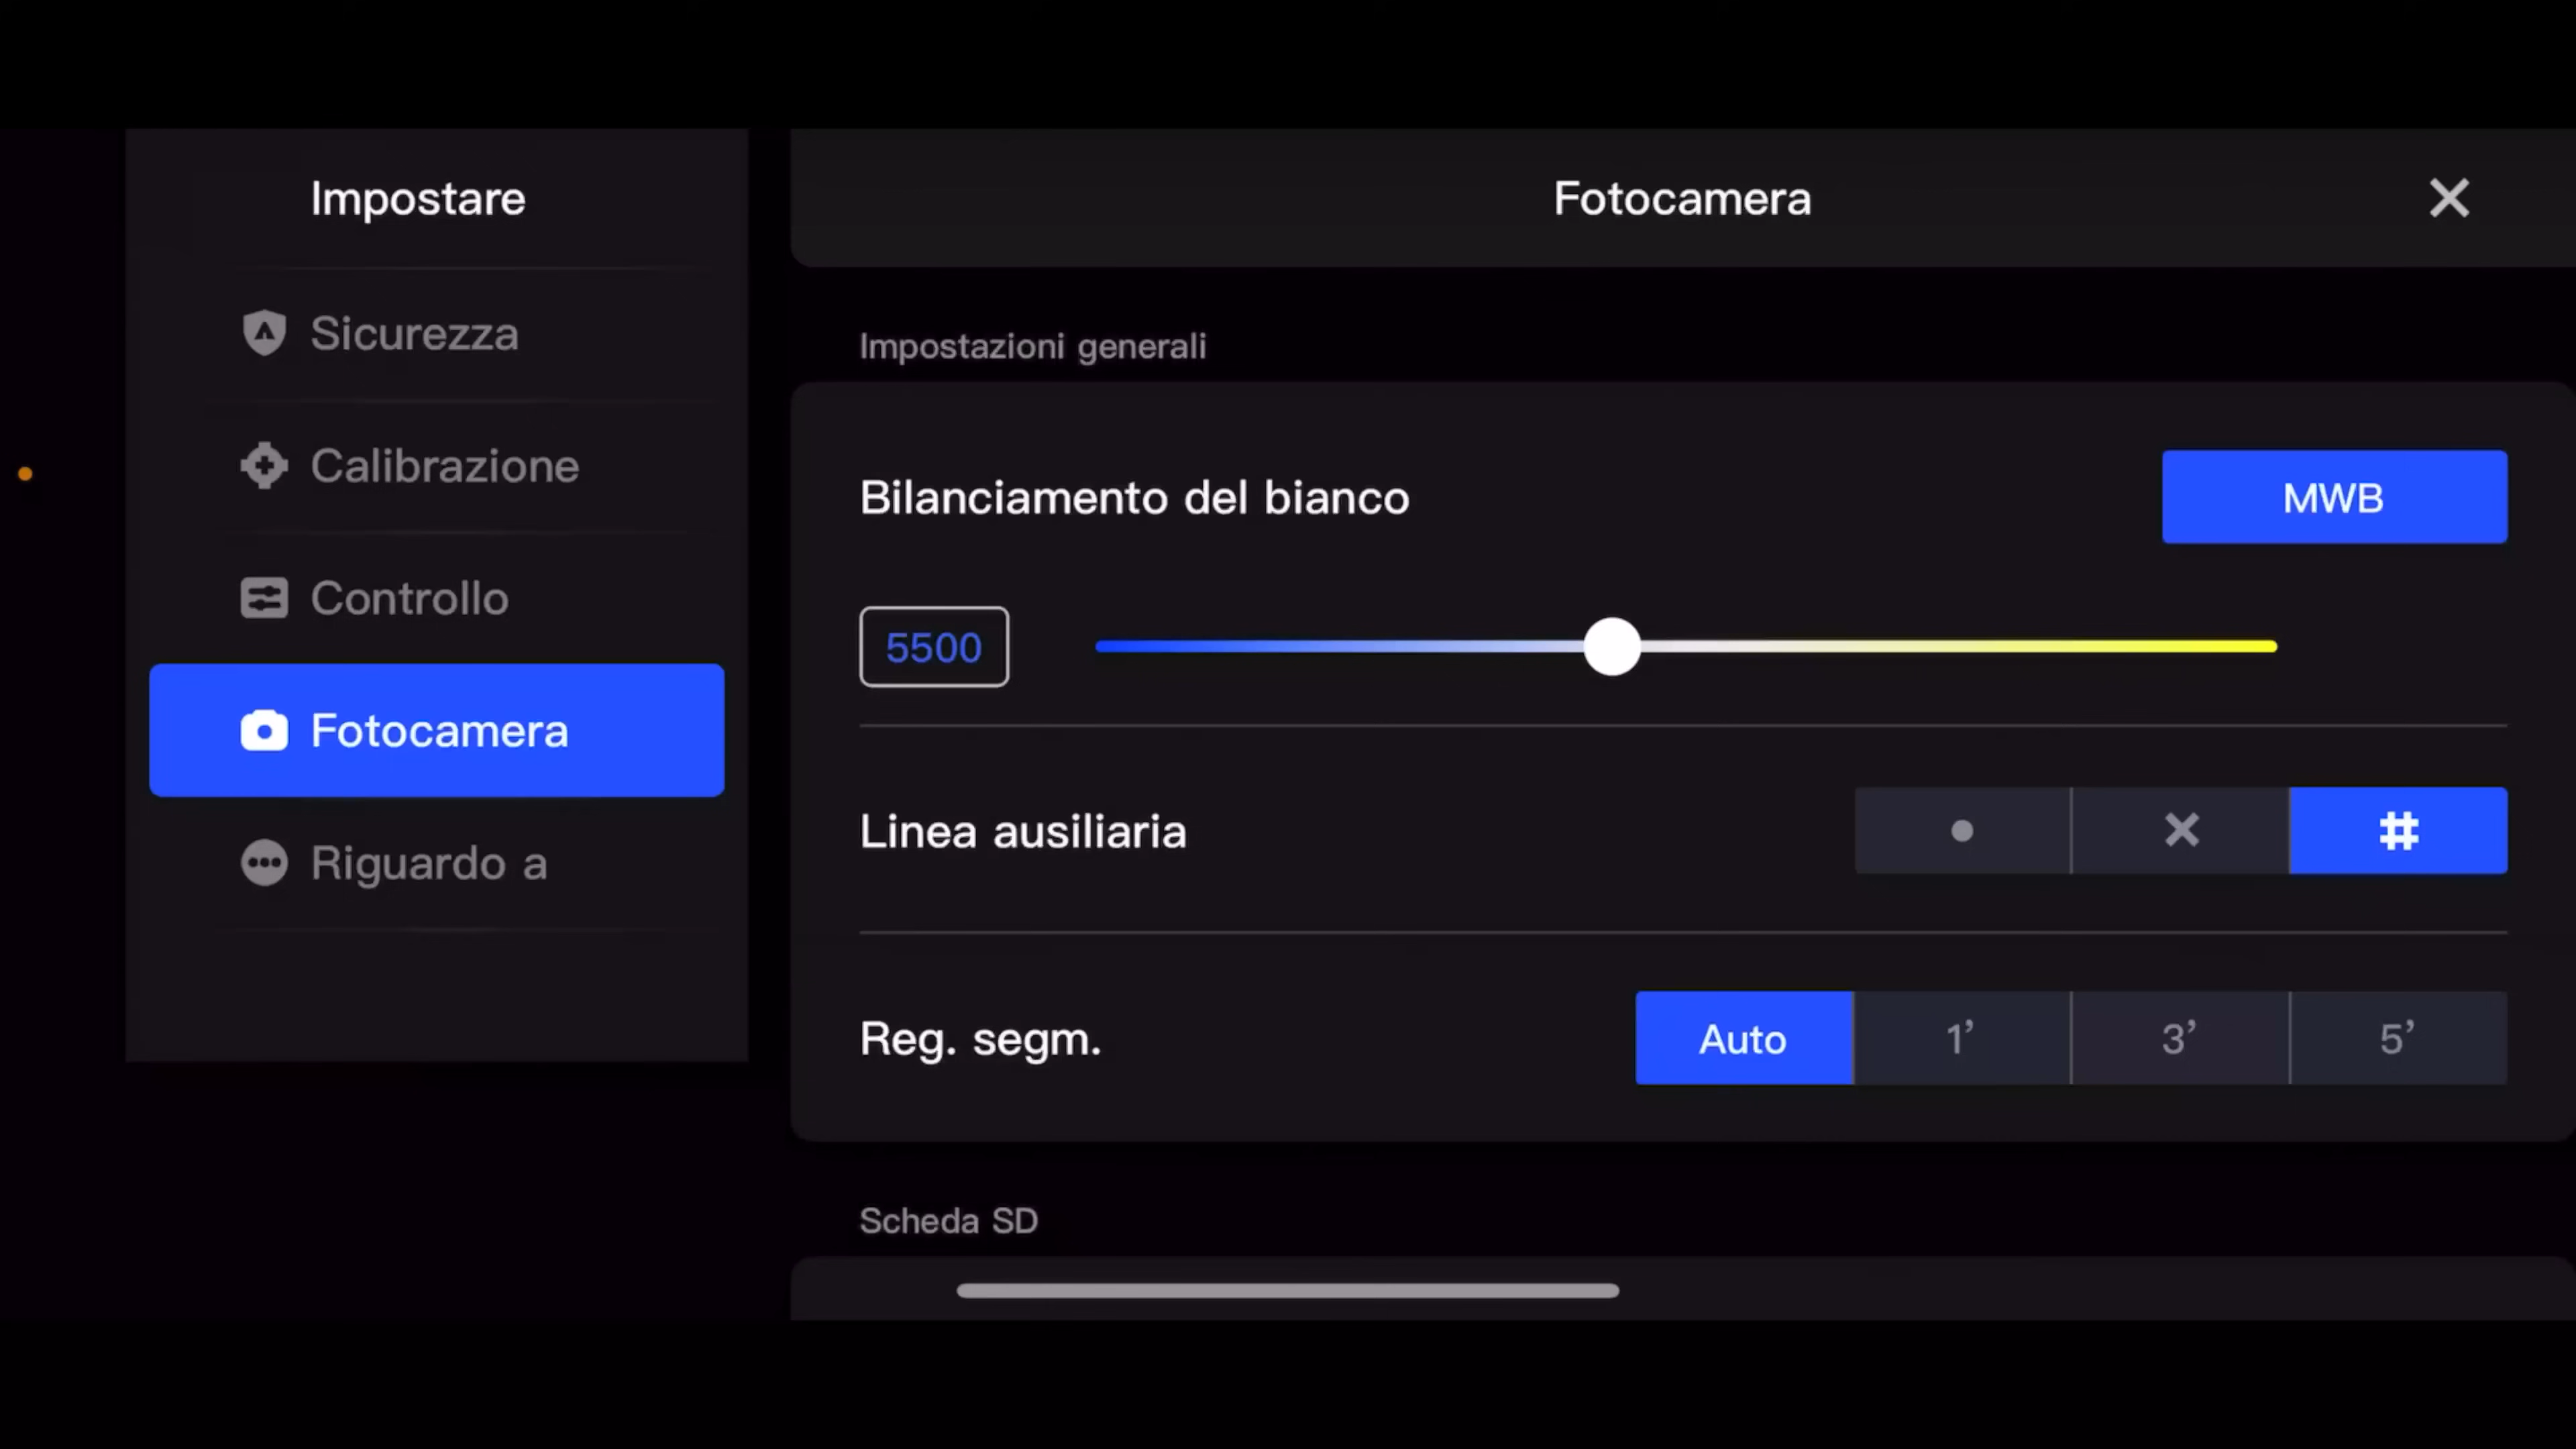 Impostare
Sicurezza
Calibrazione
Controllo
Fotocamera
Riguardo a
Fotocamera
Impostazioni generali
Bilanciamento del bianco
MWB
5500
Linea ausiliaria
Reg. segm.
Auto
1’
3’
5’
Scheda SD